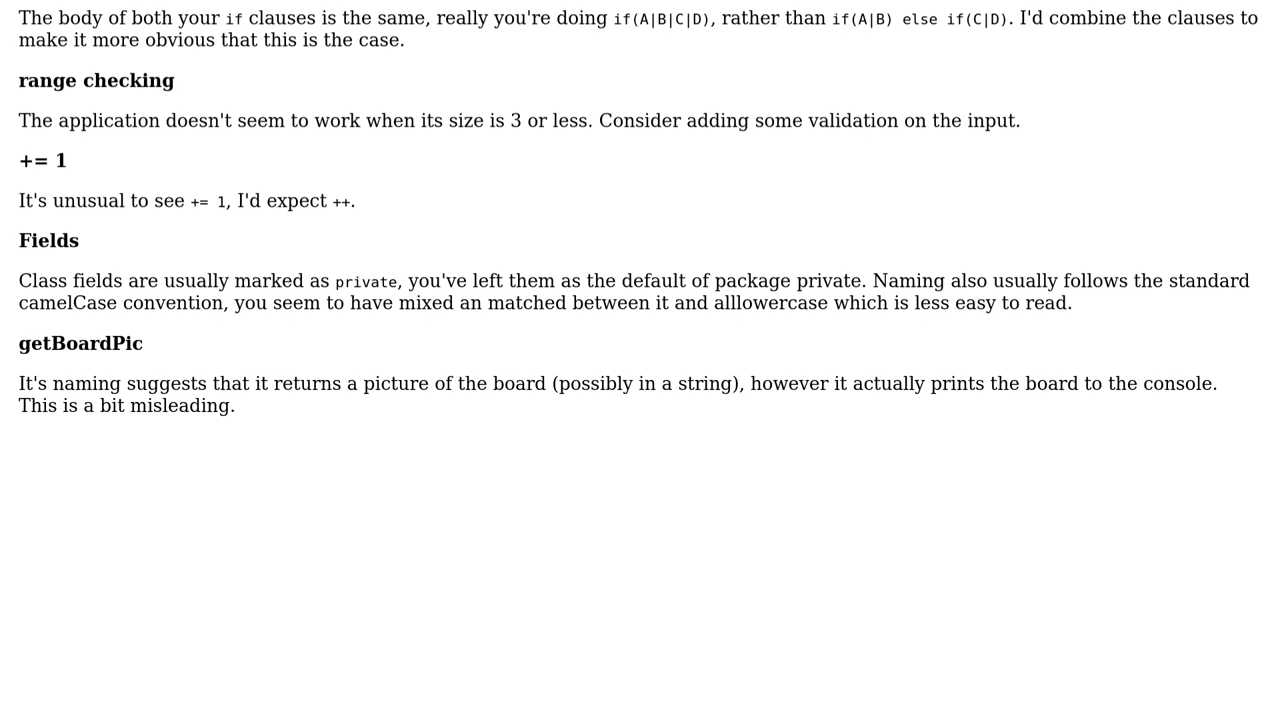 The body of both your if clauses is the same, really you're doing if(A|B|C|D), rather than if(A|B) else if(C|D). I'd combine the clauses to
make it more obvious that this is the case.
range checking
The application doesn't seem to work when its size is 3 or less. Consider adding some validation on the input.
+= 1
It's unusual to see += 1, I'd expect ++.
Fields
Class fields are usually marked as private, you've left them as the default of package private. Naming also usually follows the standard
camelCase convention, you seem to have mixed an matched between it and alllowercase which is less easy to read.
getBoardPic
It's naming suggests that it returns a picture of the board (possibly in a string), however it actually prints the board to the console.
This is a bit misleading.